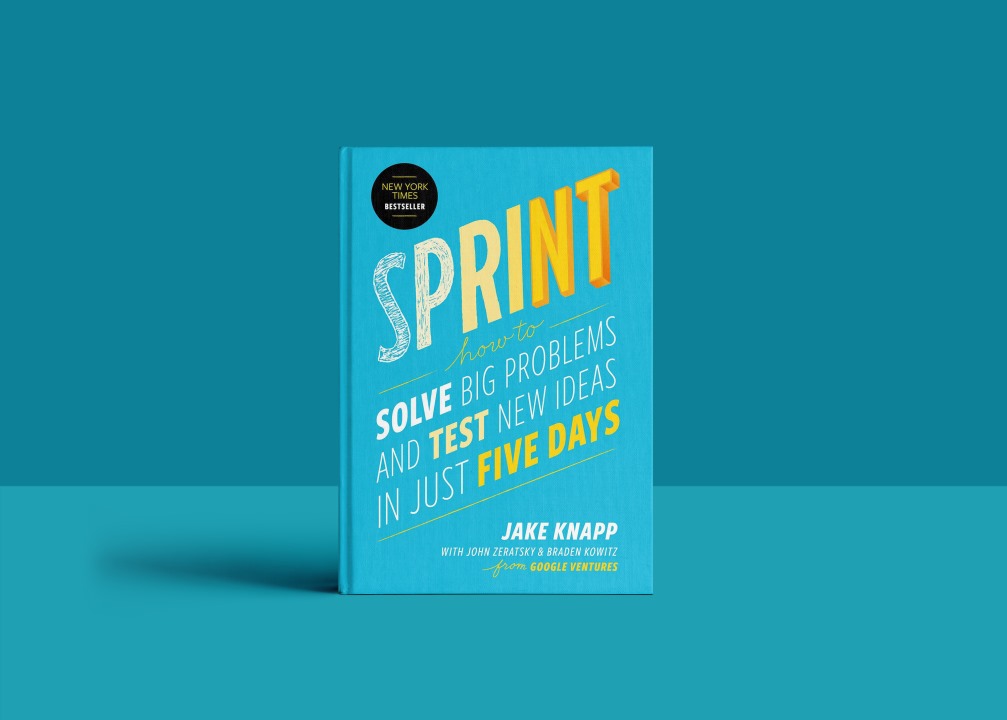 NEW YORK
TIMES
BESTSELLER
SPRINT
how to
SOLVE BIG PROBLEMS
AND TEST NEW IDEAS
IN JUST FIVE DAYS
JAKE KNAPP
WITH JOHN ZERATSKY & BRADEN KOWITZ
from GOOGLE VENTURES